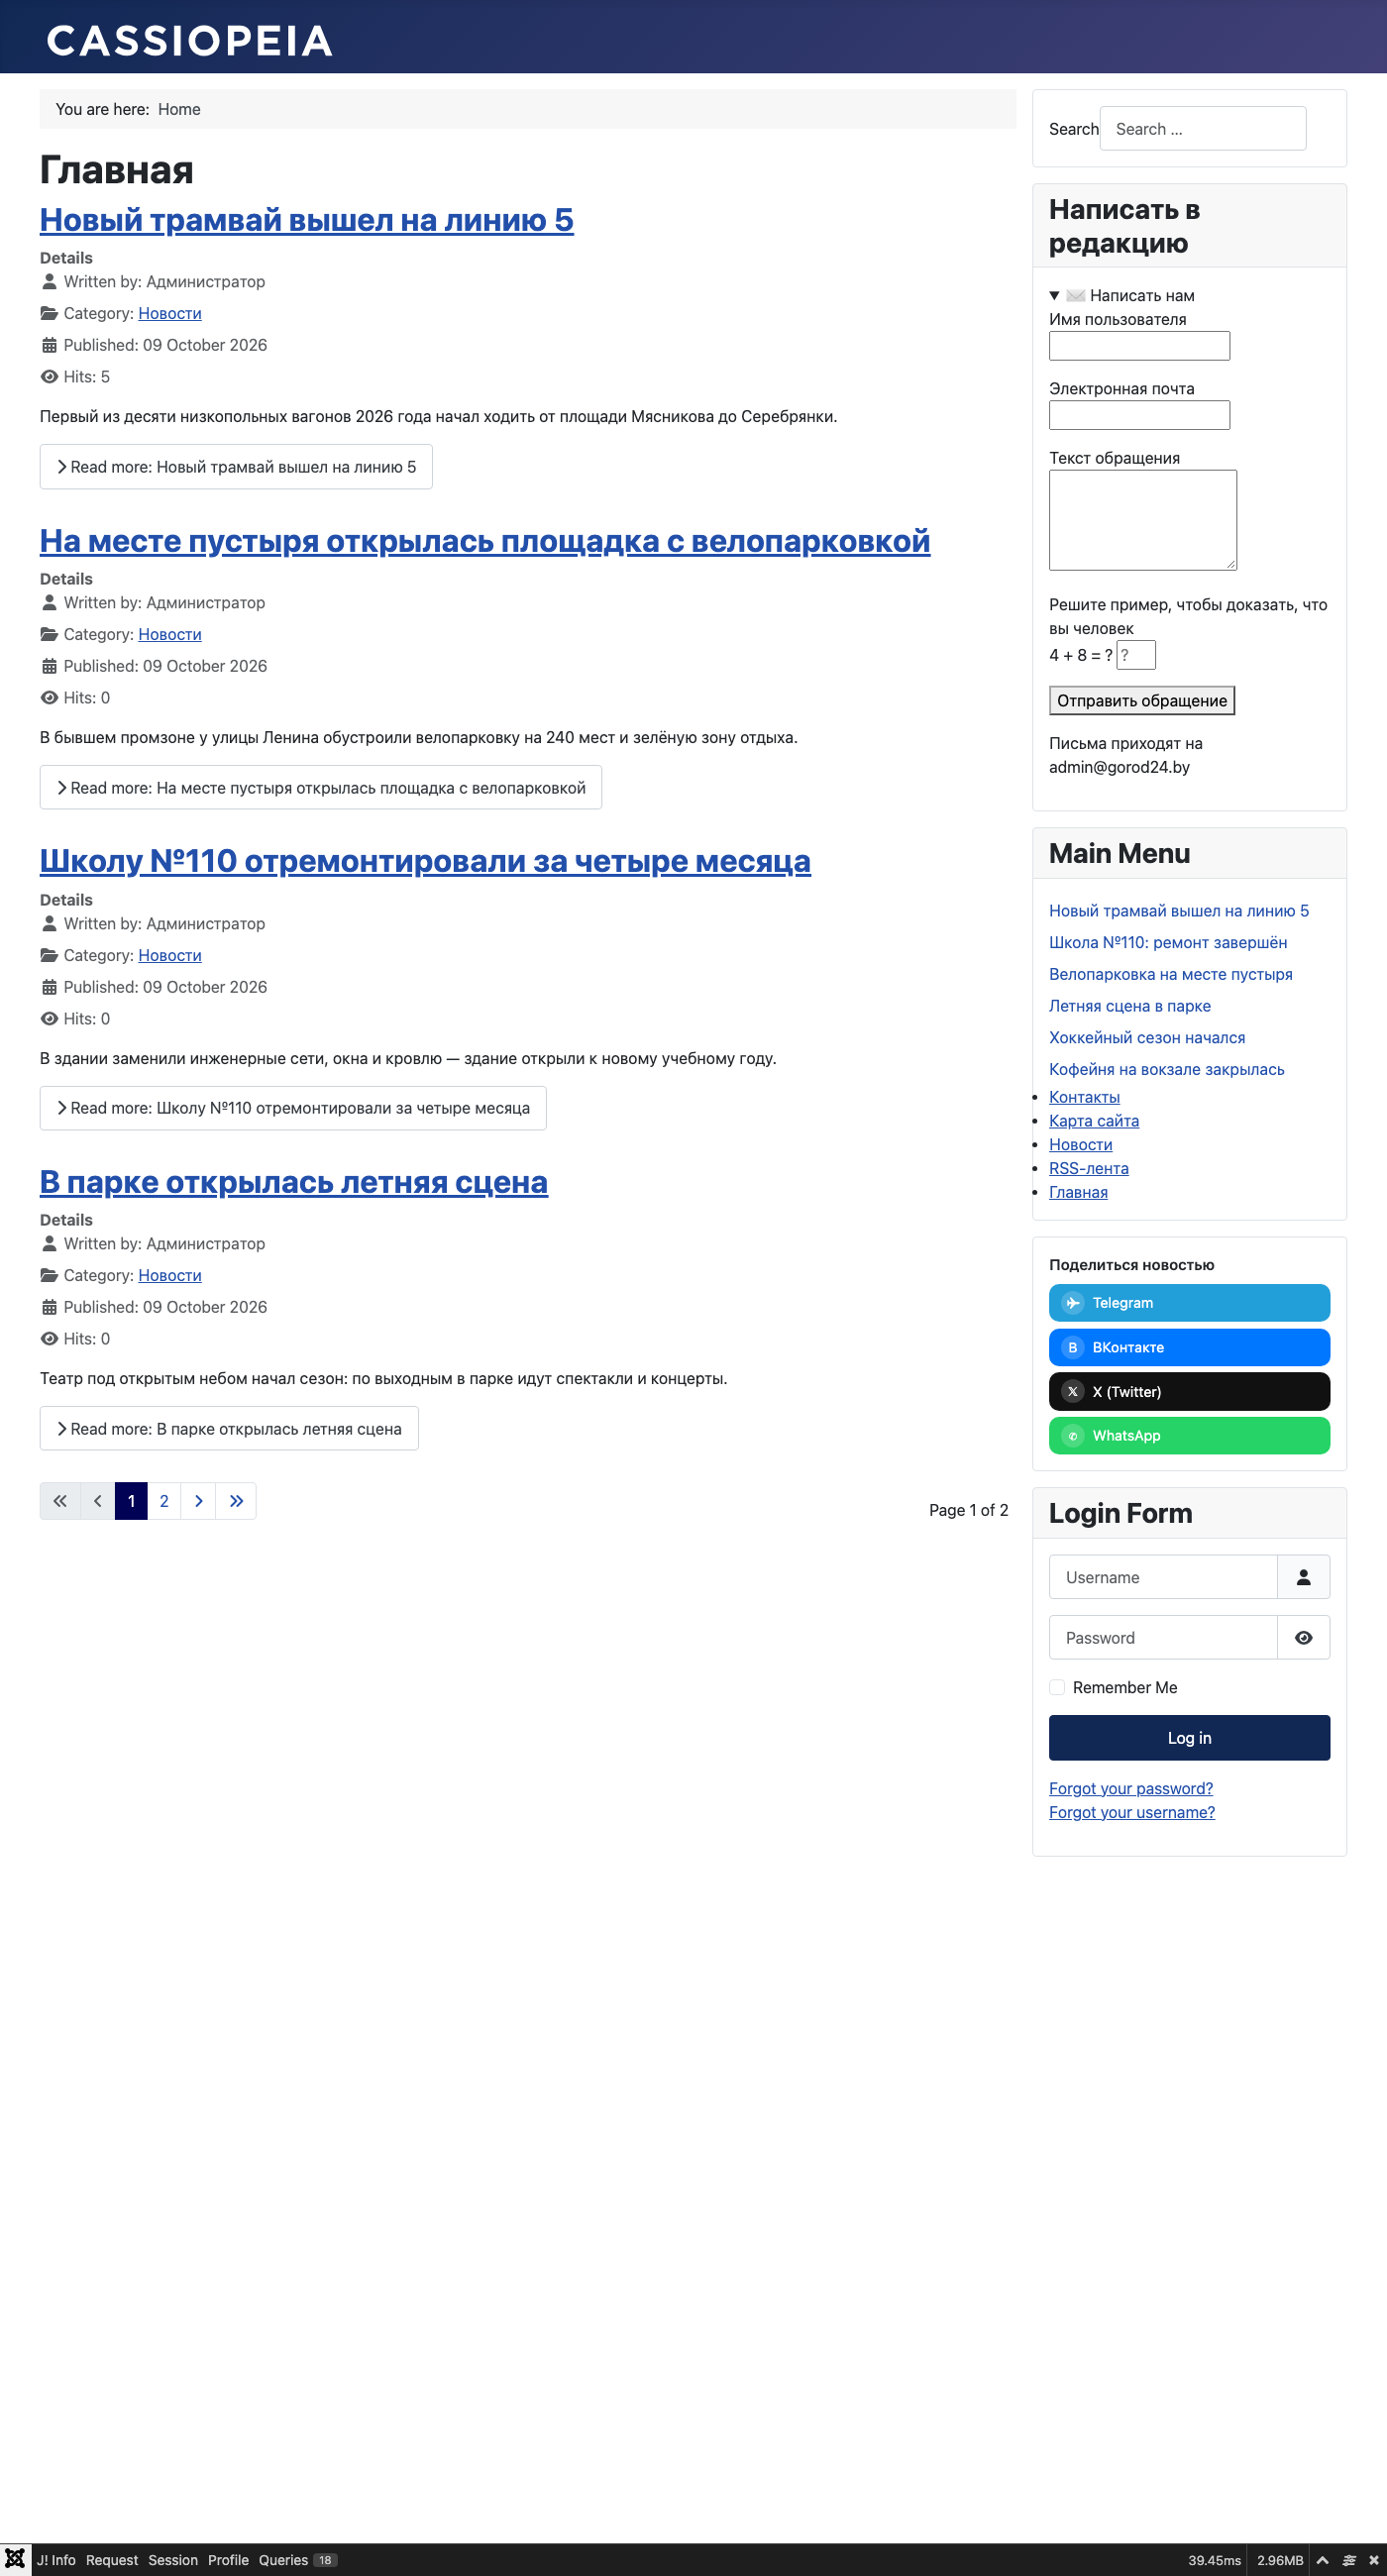 CASSIOPEIA
You are here: Home
Главная
Новый трамвай вышел на линию 5
Details
Written by: Администратор
Category: Новости
Published: 09 October 2026
Hits: 5
Первый из десяти низкопольных вагонов 2026 года начал ходить от площади Мясникова до Серебрянки.
Read more: Новый трамвай вышел на линию 5
На месте пустыря открылась площадка с велопарковкой
Details
Written by: Администратор
Category: Новости
Published: 09 October 2026
Hits: 0
В бывшем промзоне у улицы Ленина обустроили велопарковку на 240 мест и зелёную зону отдыха.
Read more: На месте пустыря открылась площадка с велопарковкой
Школу №110 отремонтировали за четыре месяца
Details
Written by: Администратор
Category: Новости
Published: 09 October 2026
Hits: 0
В здании заменили инженерные сети, окна и кровлю — здание открыли к новому учебному году.
Read more: Школу №110 отремонтировали за четыре месяца
В парке открылась летняя сцена
Details
Written by: Администратор
Category: Новости
Published: 09 October 2026
Hits: 0
Театр под открытым небом начал сезон: по выходным в парке идут спектакли и концерты.
Read more: В парке открылась летняя сцена
1 2
Page 1 of 2
Search Search ...
Написать в
редакцию
Написать нам
Имя пользователя
Электронная почта
Текст обращения
Решите пример, чтобы доказать, что
вы человек
4 + 8 = ? ?
Отправить обращение
Письма приходят на
admin@gorod24.by
Main Menu
Новый трамвай вышел на линию 5
Школа №110: ремонт завершён
Велопарковка на месте пустыря
Летняя сцена в парке
Хоккейный сезон начался
Кофейня на вокзале закрылась
Контакты
Карта сайта
Новости
RSS-лента
Главная
Поделиться новостью
Telegram
В ВКонтакте
𝕏 X (Twitter)
✆ WhatsApp
Login Form
Username
Password
Remember Me
Log in
Forgot your password?
Forgot your username?
J! Info Request Session Profile Queries 18 39.45ms 2.96MB